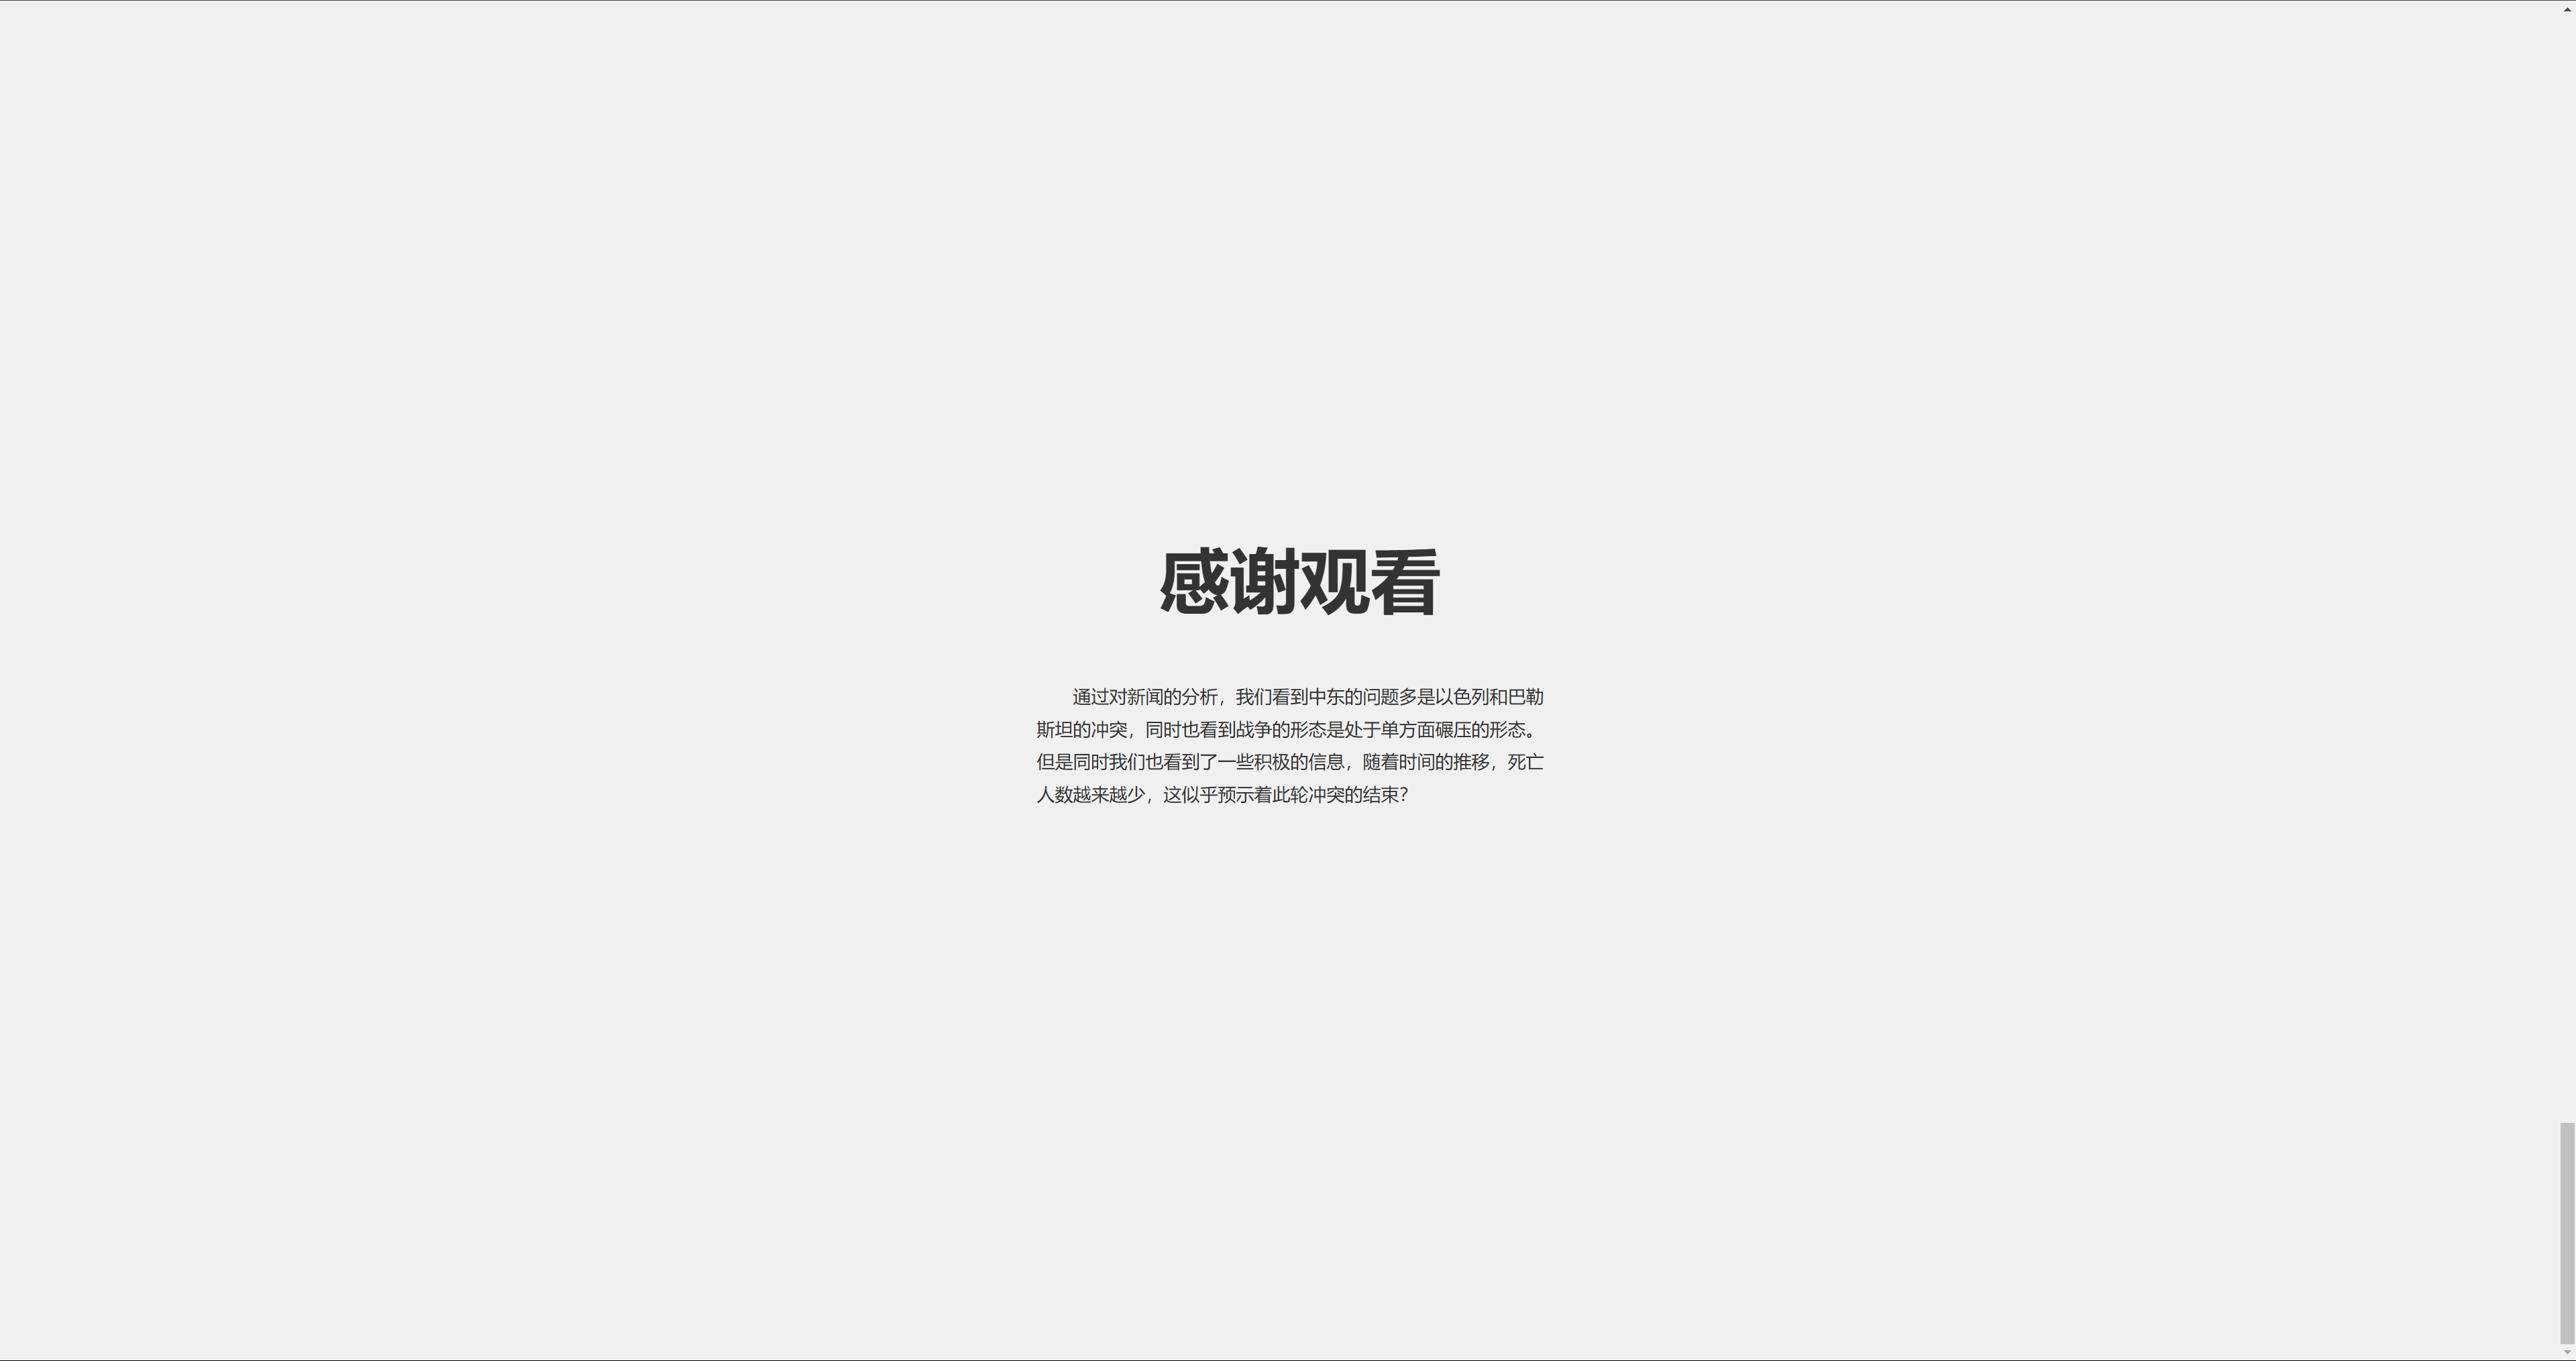 感谢观看
通过对新闻的分析，我们看到中东的问题多是以色列和巴勒
斯坦的冲突，同时也看到战争的形态是处于单方面碾压的形态。
但是同时我们也看到了一些积极的信息，随着时间的推移，死亡
人数越来越少，这似乎预示着此轮冲突的结束？